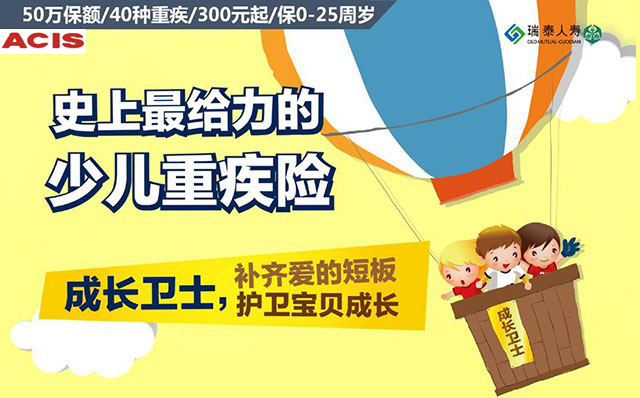 50万保额/40种重疾/300元起/保0-25周岁
ACIS
瑞泰人寿
OLD MUTUAL-GUODIAN
史上最给力的
少儿重疾险
成长卫士，
补齐爱的短板
护卫宝贝成长
成长卫士